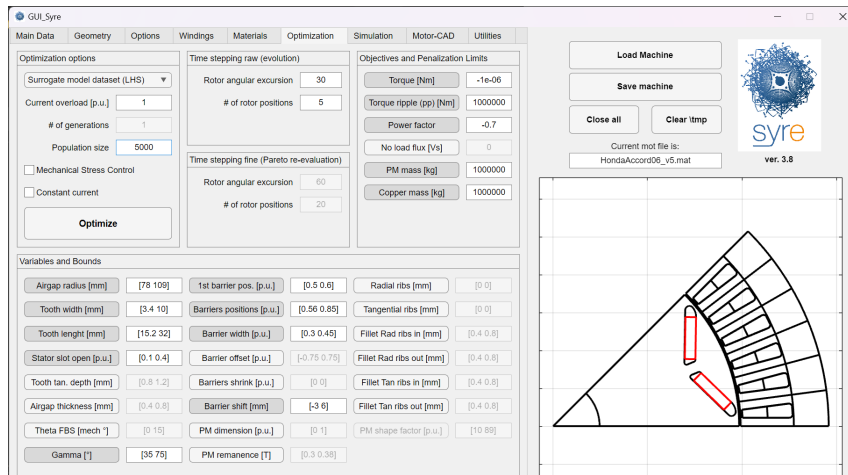 GUI_Syre
Main Data Geometry Options Windings Materials Optimization Simulation Motor-CAD Utilities
Optimization options
Surrogate model dataset (LHS)
Current overload [p.u.] 1
# of generations 1
Population size 5000
Mechanical Stress Control
Constant current
Optimize
Time stepping raw (evolution)
Rotor angular excursion 30
# of rotor positions 5
Time stepping fine (Pareto re-evaluation)
Rotor angular excursion 60
# of rotor positions 20
Objectives and Penalization Limits
Torque [Nm] -1e-06
Torque ripple (pp) [Nm] 1000000
Power factor -0.7
No load flux [Vs] 0
PM mass [kg] 1000000
Copper mass [kg] 1000000
Variables and Bounds
Airgap radius [mm] [78 109] 1st barrier pos. [p.u.] [0.5 0.6] Radial ribs [mm] [0 0]
Tooth width [mm] [3.4 10] Barriers positions [p.u.] [0.56 0.85] Tangential ribs [mm] [0 0]
Tooth lenght [mm] [15.2 32] Barrier width [p.u.] [0.3 0.45] Fillet Rad ribs in [mm] [0.4 0.8]
Stator slot open [p.u.] [0.1 0.4] Barrier offset [p.u.] [-0.75 0.75] Fillet Rad ribs out [mm] [0.4 0.8]
Tooth tan. depth [mm] [0.8 1.2] Barriers shrink [p.u.] [0 0] Fillet Tan ribs in [mm] [0.4 0.8]
Airgap thickness [mm] [0.4 0.8] Barrier shift [mm] [-3 6] Fillet Tan ribs out [mm] [0.4 0.8]
Theta FBS [mech °] [0 15] PM dimension [p.u.] [0 1] PM shape factor [p.u.] [10 89]
Gamma [°] [35 75] PM remanence [T] [0.3 0.38]
Load Machine
Save machine
Close all Clear \tmp
Current mot file is:
HondaAccord06_v5.mat
syre
ver. 3.8